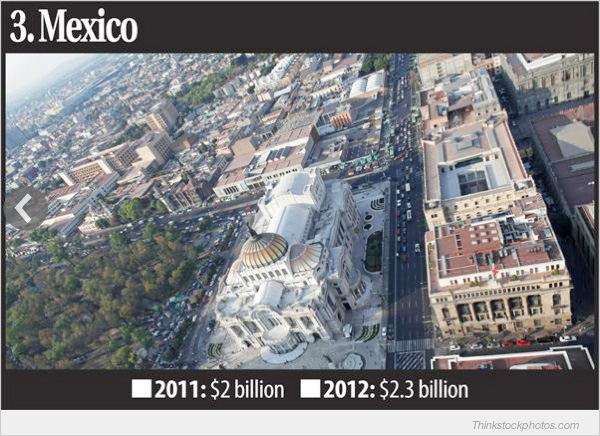 3. Mexico
2011: $2 billion 2012: $2.3 billion
Thinkstockphotos.com